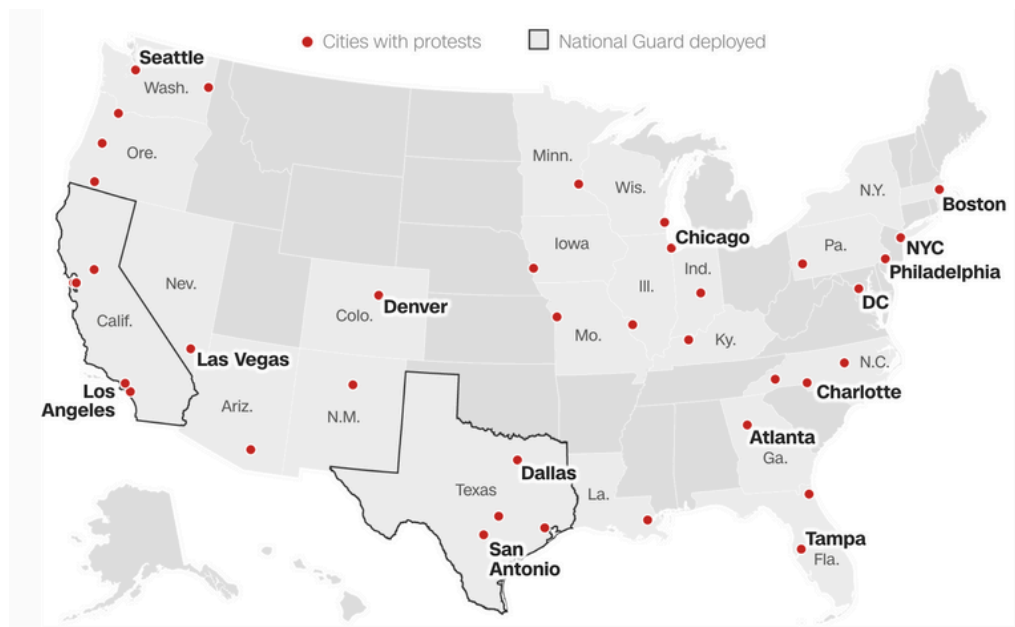 Cities with protests
National Guard deployed
Seattle
Wash.
Ore.
Minn.
Wis.
N.Y.
Boston
Chicago
NYC
Iowa
Pa.
Philadelphia
Ind.
Nev.
Ill.
DC
Denver
Colo.
Calif.
Mo.
Ky.
Las Vegas
N.C.
Los
Angeles
Charlotte
Ariz.
N.M.
Atlanta
Ga.
Dallas
Texas
La.
San
Antonio
Tampa
Fla.